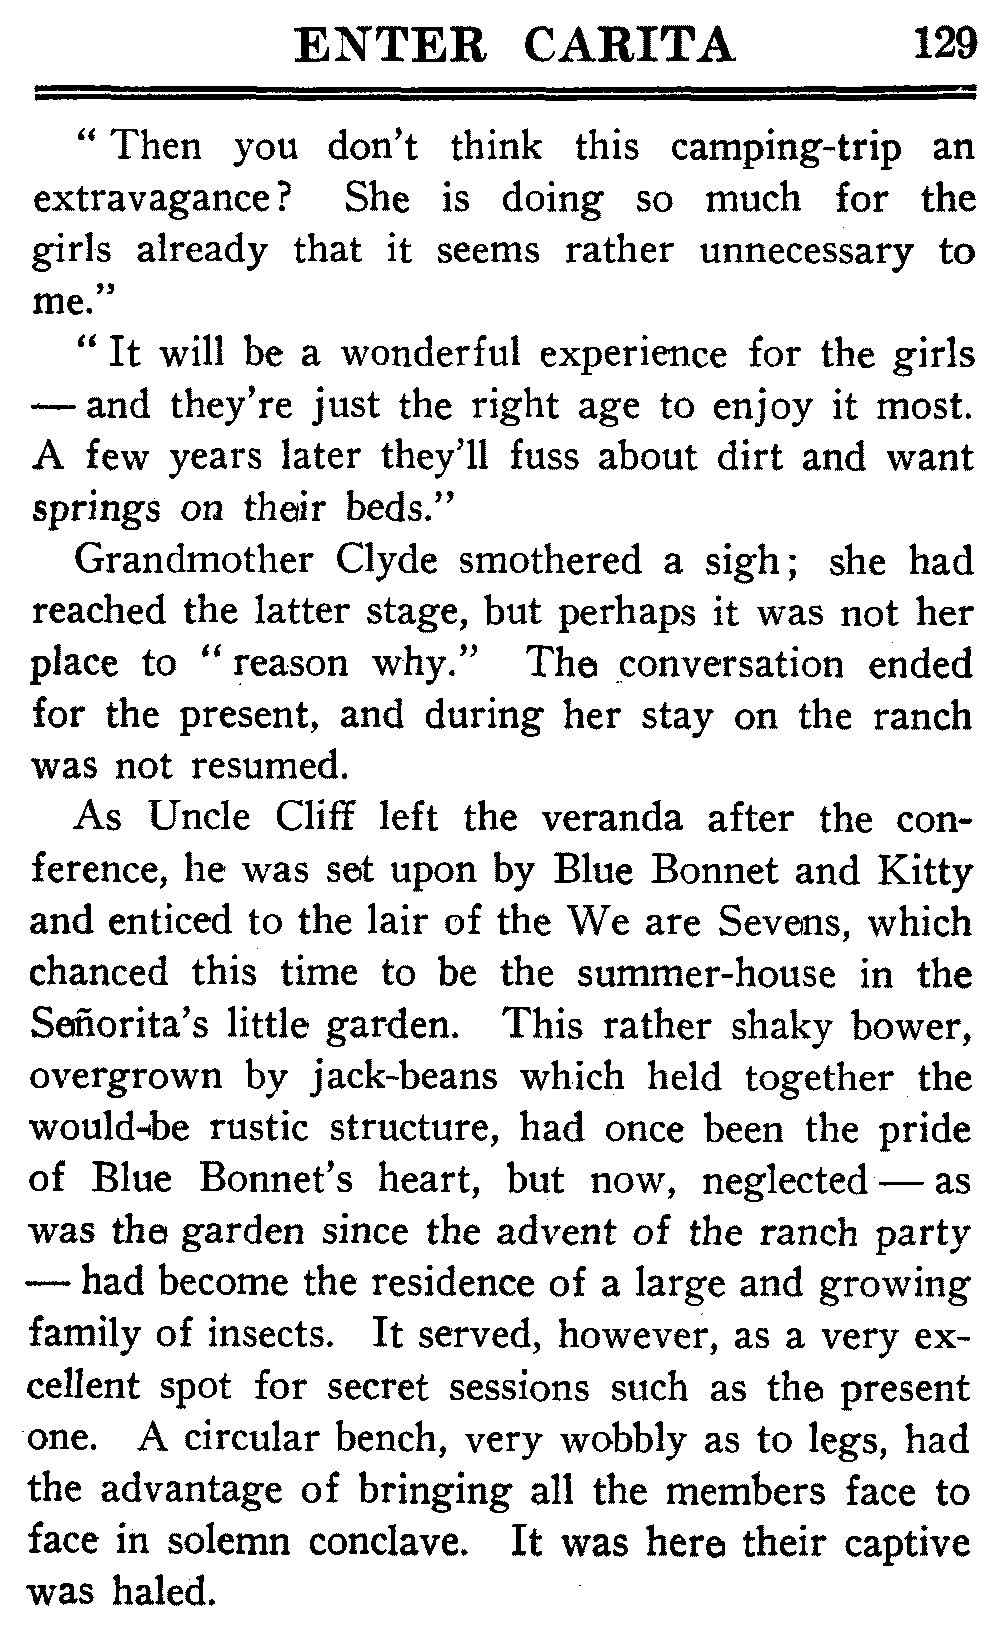 ENTER CARITA 129
“ Then you don’t think this camping-trip an
extravagance? She is doing so much for the
girls already that it seems rather unnecessary to
me.”
“ It will be a wonderful experience for the girls
— and they’re just the right age to enjoy it most.
A few years later they’ll fuss about dirt and want
springs on their beds.”
Grandmother Clyde smothered a sigh; she had
reached the latter stage, but perhaps it was not her
place to “ reason why.” The conversation ended
for the present, and during her stay on the ranch
was not resumed.
As Uncle Cliff left the veranda after the con-
ference, he was set upon by Blue Bonnet and Kitty
and enticed to the lair of the We are Sevens, which
chanced this time to be the summer-house in the
Señorita’s little garden. This rather shaky bower,
overgrown by jack-beans which held together the
would-be rustic structure, had once been the pride
of Blue Bonnet’s heart, but now, neglected — as
was the garden since the advent of the ranch party
— had become the residence of a large and growing
family of insects. It served, however, as a very ex-
cellent spot for secret sessions such as the present
one. A circular bench, very wobbly as to legs, had
the advantage of bringing all the members face to
face in solemn conclave. It was here their captive
was haled.